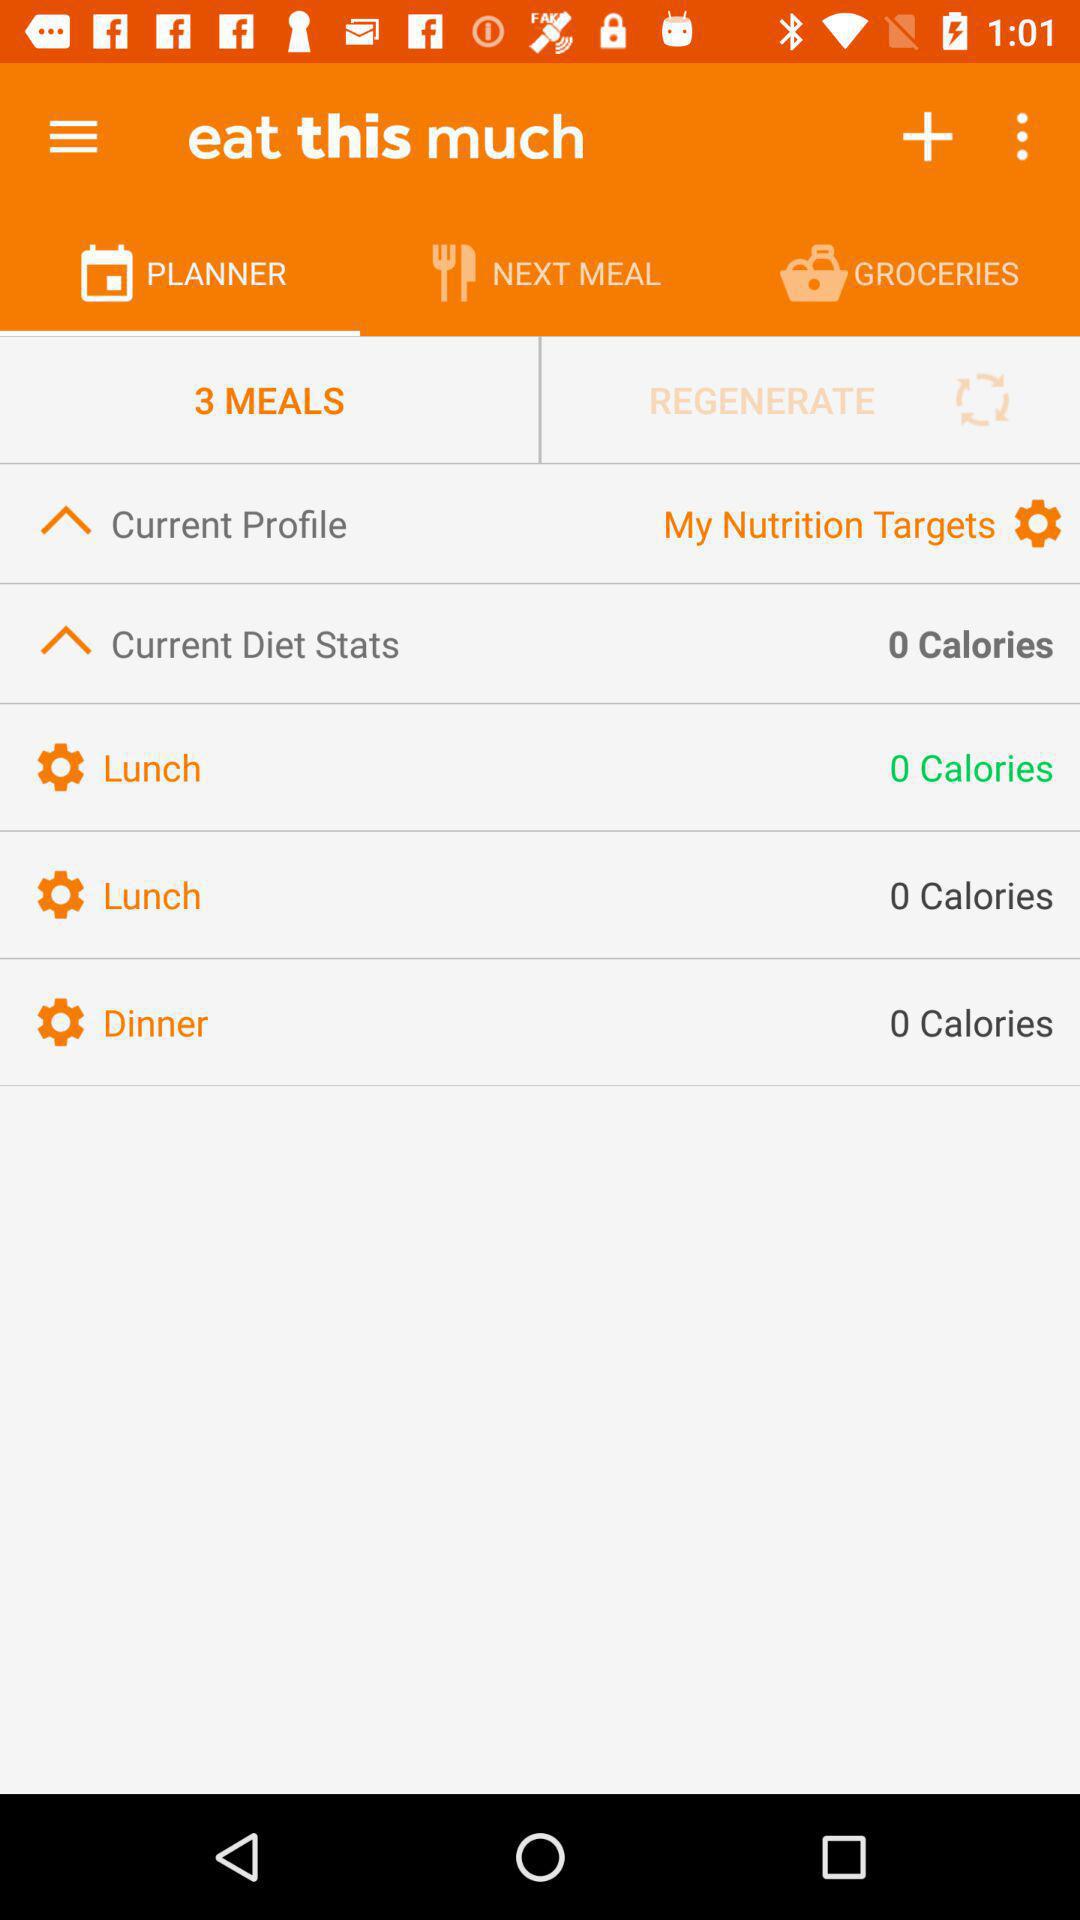 FAKE
1:01
eat this much
PLANNER NEXT MEAL GROCERIES
3 MEALS REGENERATE
Current Profile My Nutrition Targets
Current Diet Stats 0 Calories
Lunch 0 Calories
Lunch 0 Calories
Dinner 0 Calories